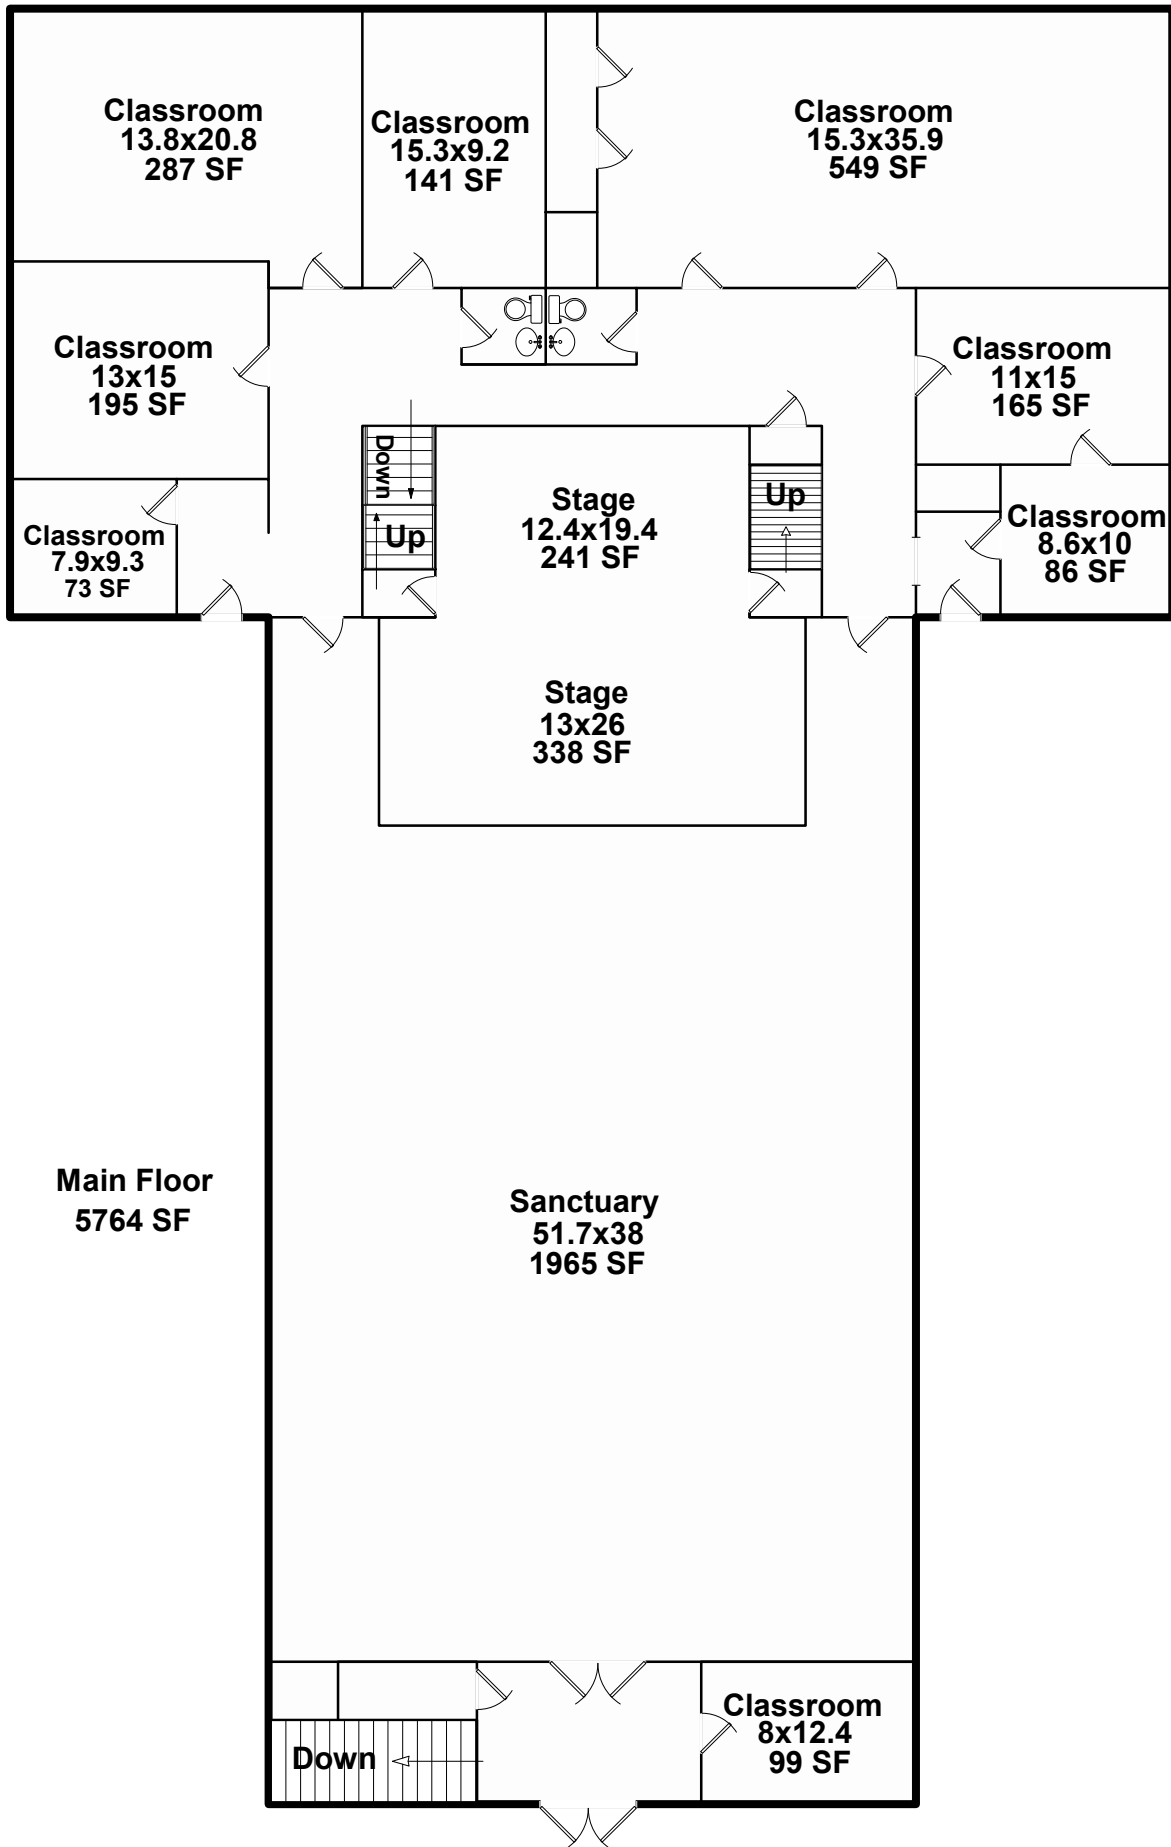 Classroom
13.8x20.8
287 SF
Classroom
15.3x9.2
141 SF
Classroom
15.3x35.9
549 SF
Classroom
13x15
195 SF
Classroom
11x15
165 SF
Down
Up
Stage
12.4x19.4
241 SF
Up
Classroom
7.9x9.3
73 SF
Classroom
8.6x10
86 SF
Stage
13x26
338 SF
Main Floor
5764 SF
Sanctuary
51.7x38
1965 SF
Down
Classroom
8x12.4
99 SF